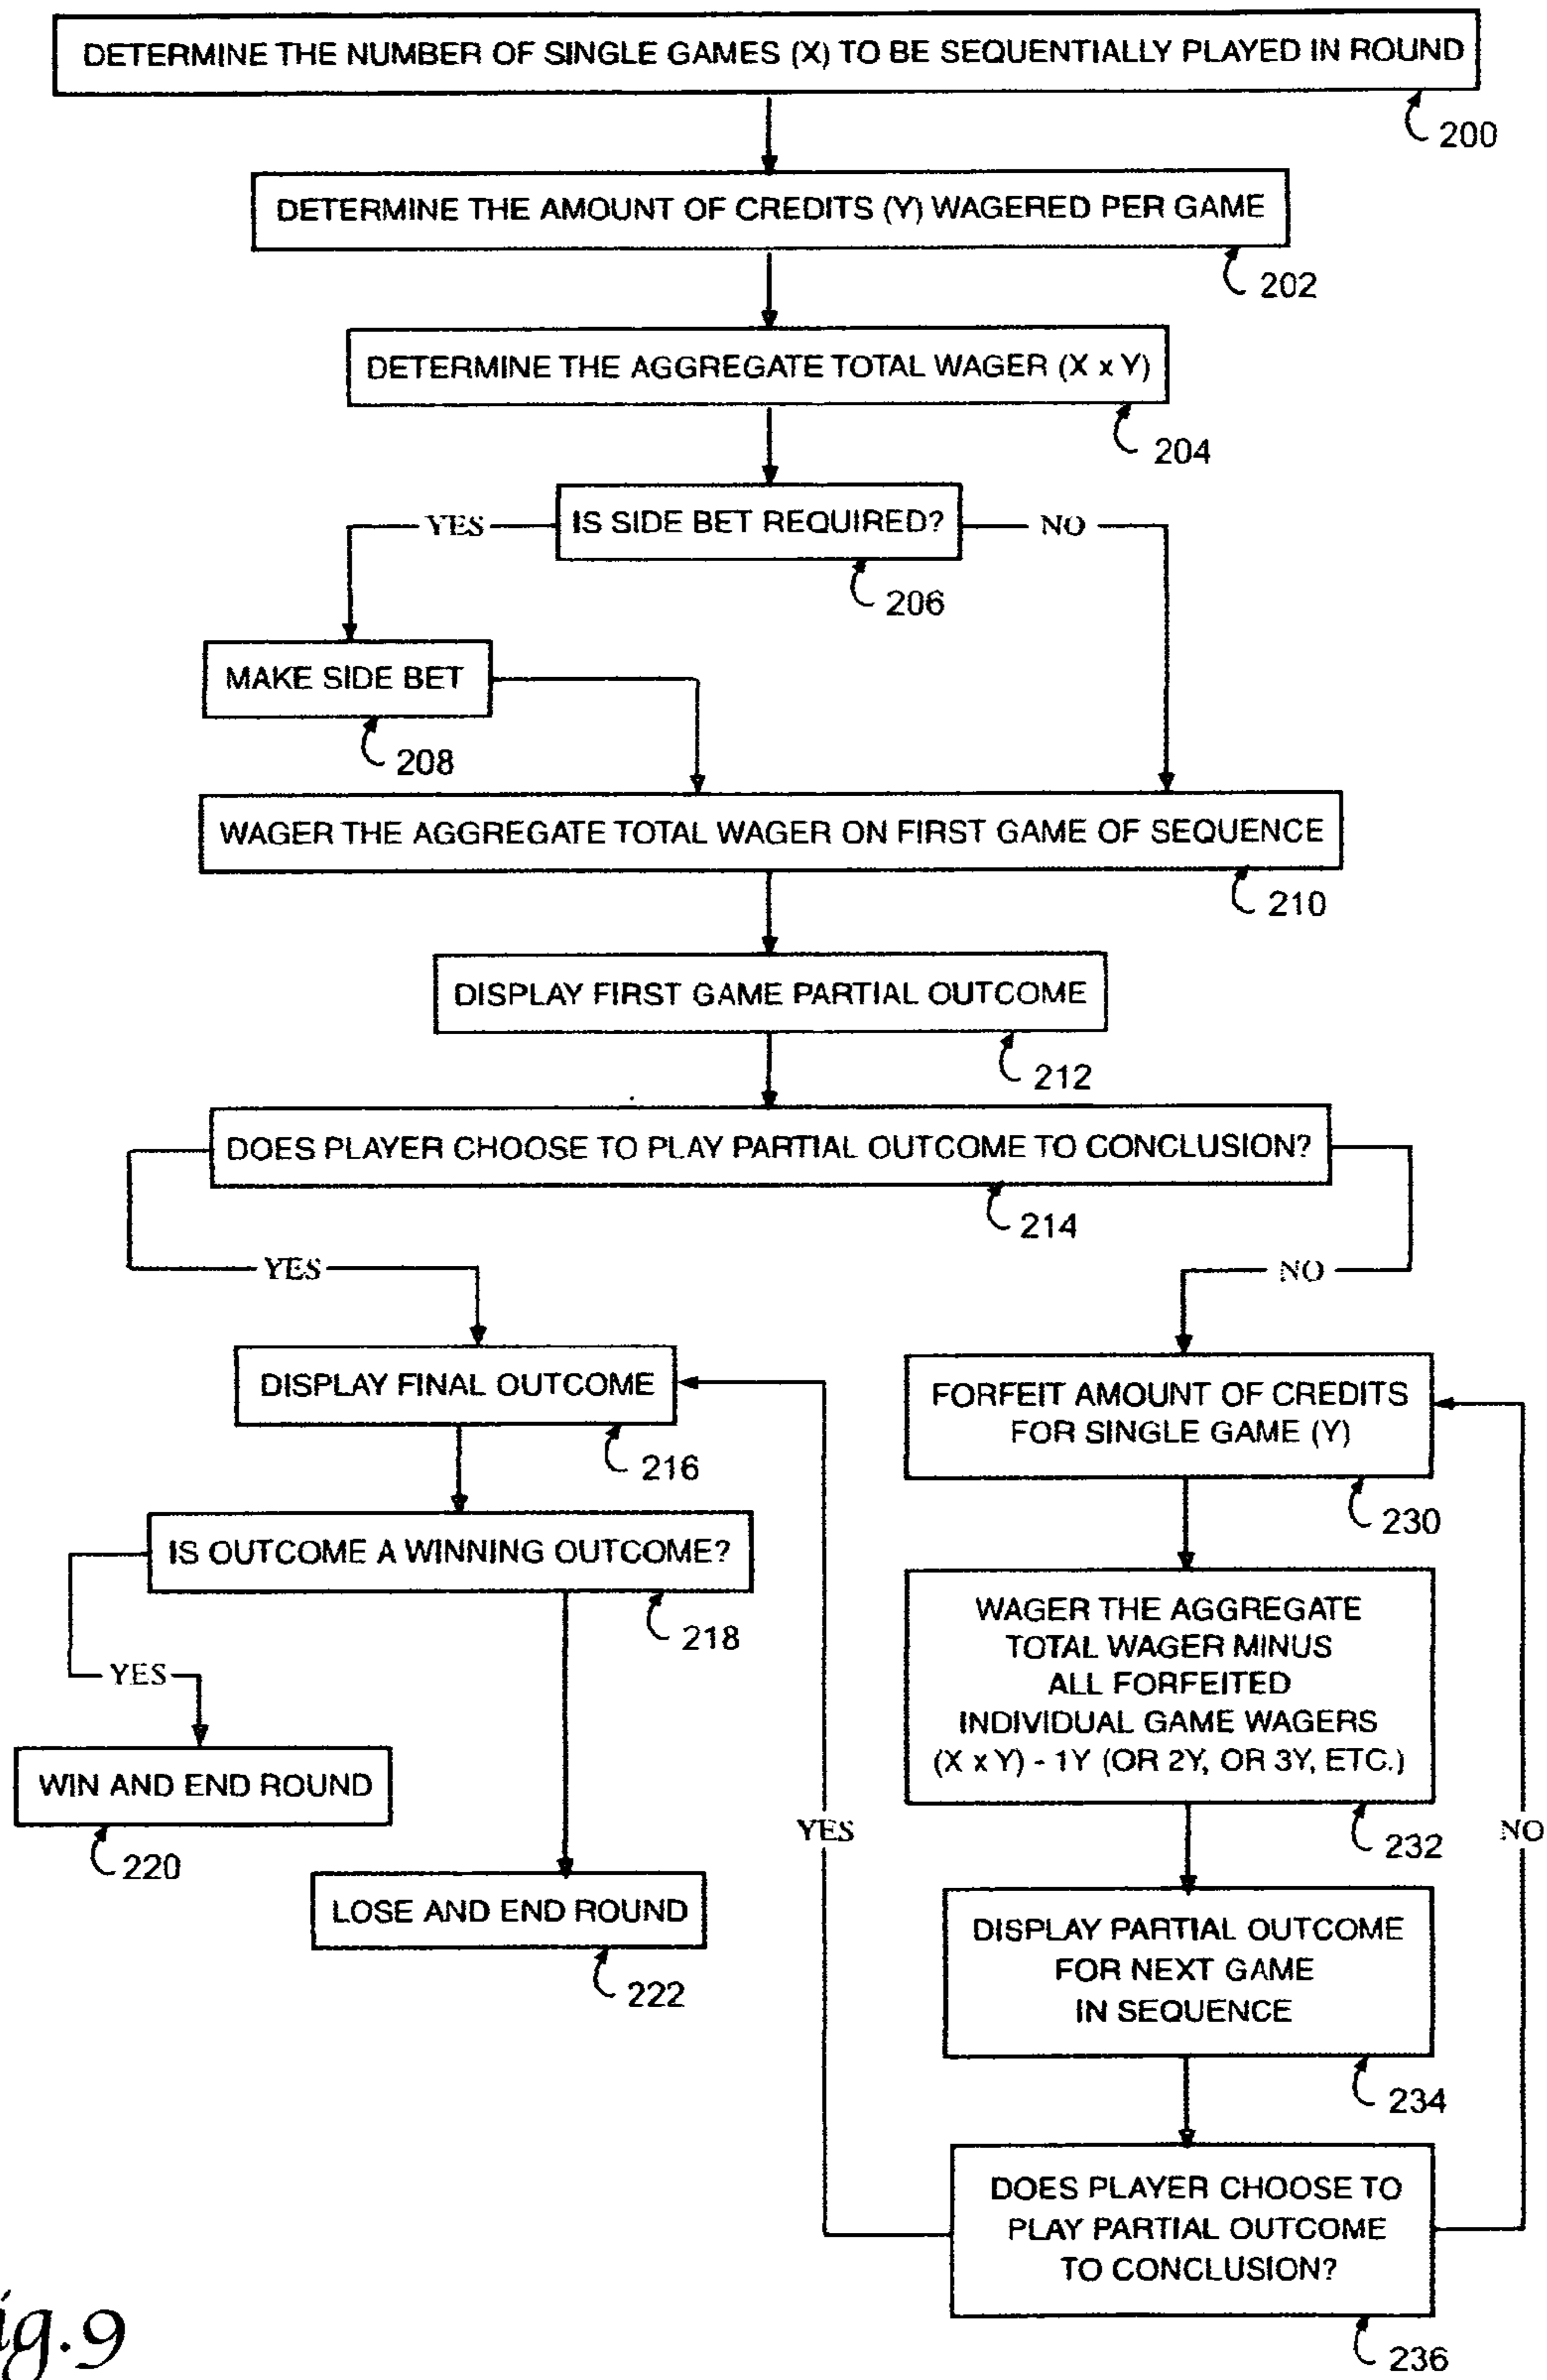 DETERMINE THE NUMBER OF SINGLE GAMES (X) TO BE SEQUENTIALLY PLAYED IN ROUND
200
DETERMINE THE AMOUNT OF CREDITS (Y) WAGERED PER GAME
202
DETERMINE THE AGGREGATE TOTAL WAGER (X x Y)
204
YES
IS SIDE BET REQUIRED?
NO
206
MAKE SIDE BET
208
WAGER THE AGGREGATE TOTAL WAGER ON FIRST GAME OF SEQUENCE
210
DISPLAY FIRST GAME PARTIAL OUTCOME
212
DOES PLAYER CHOOSE TO PLAY PARTIAL OUTCOME TO CONCLUSION?
214
YES
NO
DISPLAY FINAL OUTCOME
216
IS OUTCOME A WINNING OUTCOME?
218
YES
WIN AND END ROUND
220
LOSE AND END ROUND
222
FORFEIT AMOUNT OF CREDITS
FOR SINGLE GAME (Y)
230
WAGER THE AGGREGATE
TOTAL WAGER MINUS
ALL FORFEITED
INDIVIDUAL GAME WAGERS
(X x Y) - 1Y (OR 2Y, OR 3Y, ETC.)
232
YES
NO
DISPLAY PARTIAL OUTCOME
FOR NEXT GAME
IN SEQUENCE
234
DOES PLAYER CHOOSE TO
PLAY PARTIAL OUTCOME
TO CONCLUSION?
236
ig.9